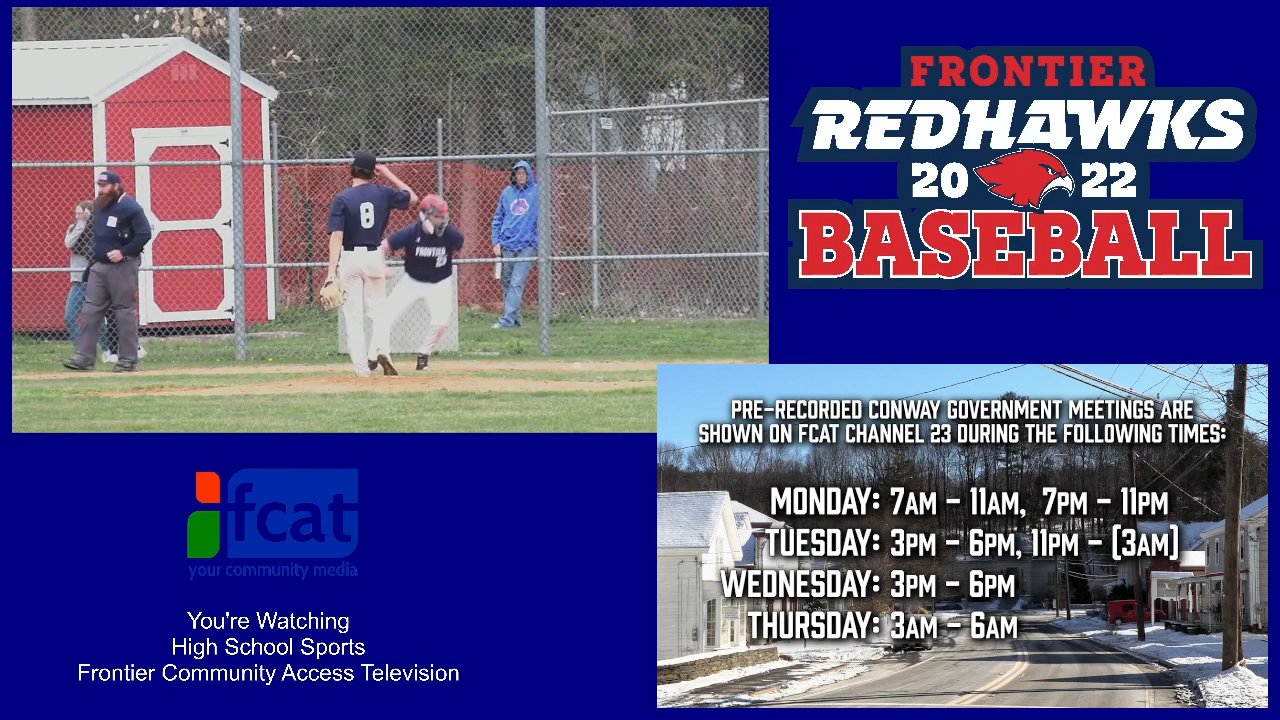 8
FRONTIER
23
FRONTIER
REDHAWKS
20 22
BASEBALL
PRE-RECORDED CONWAY GOVERNMENT MEETINGS ARE
SHOWN ON FCAT CHANNEL 23 DURING THE FOLLOWING TIMES:
MONDAY: 7AM - 11AM, 7PM - 11PM
TUESDAY: 3PM - 6PM, 11PM - (3AM)
WEDNESDAY: 3PM - 6PM
THURSDAY: 3AM - 6AM
fcat
your community media
You're Watching
High School Sports
Frontier Community Access Television